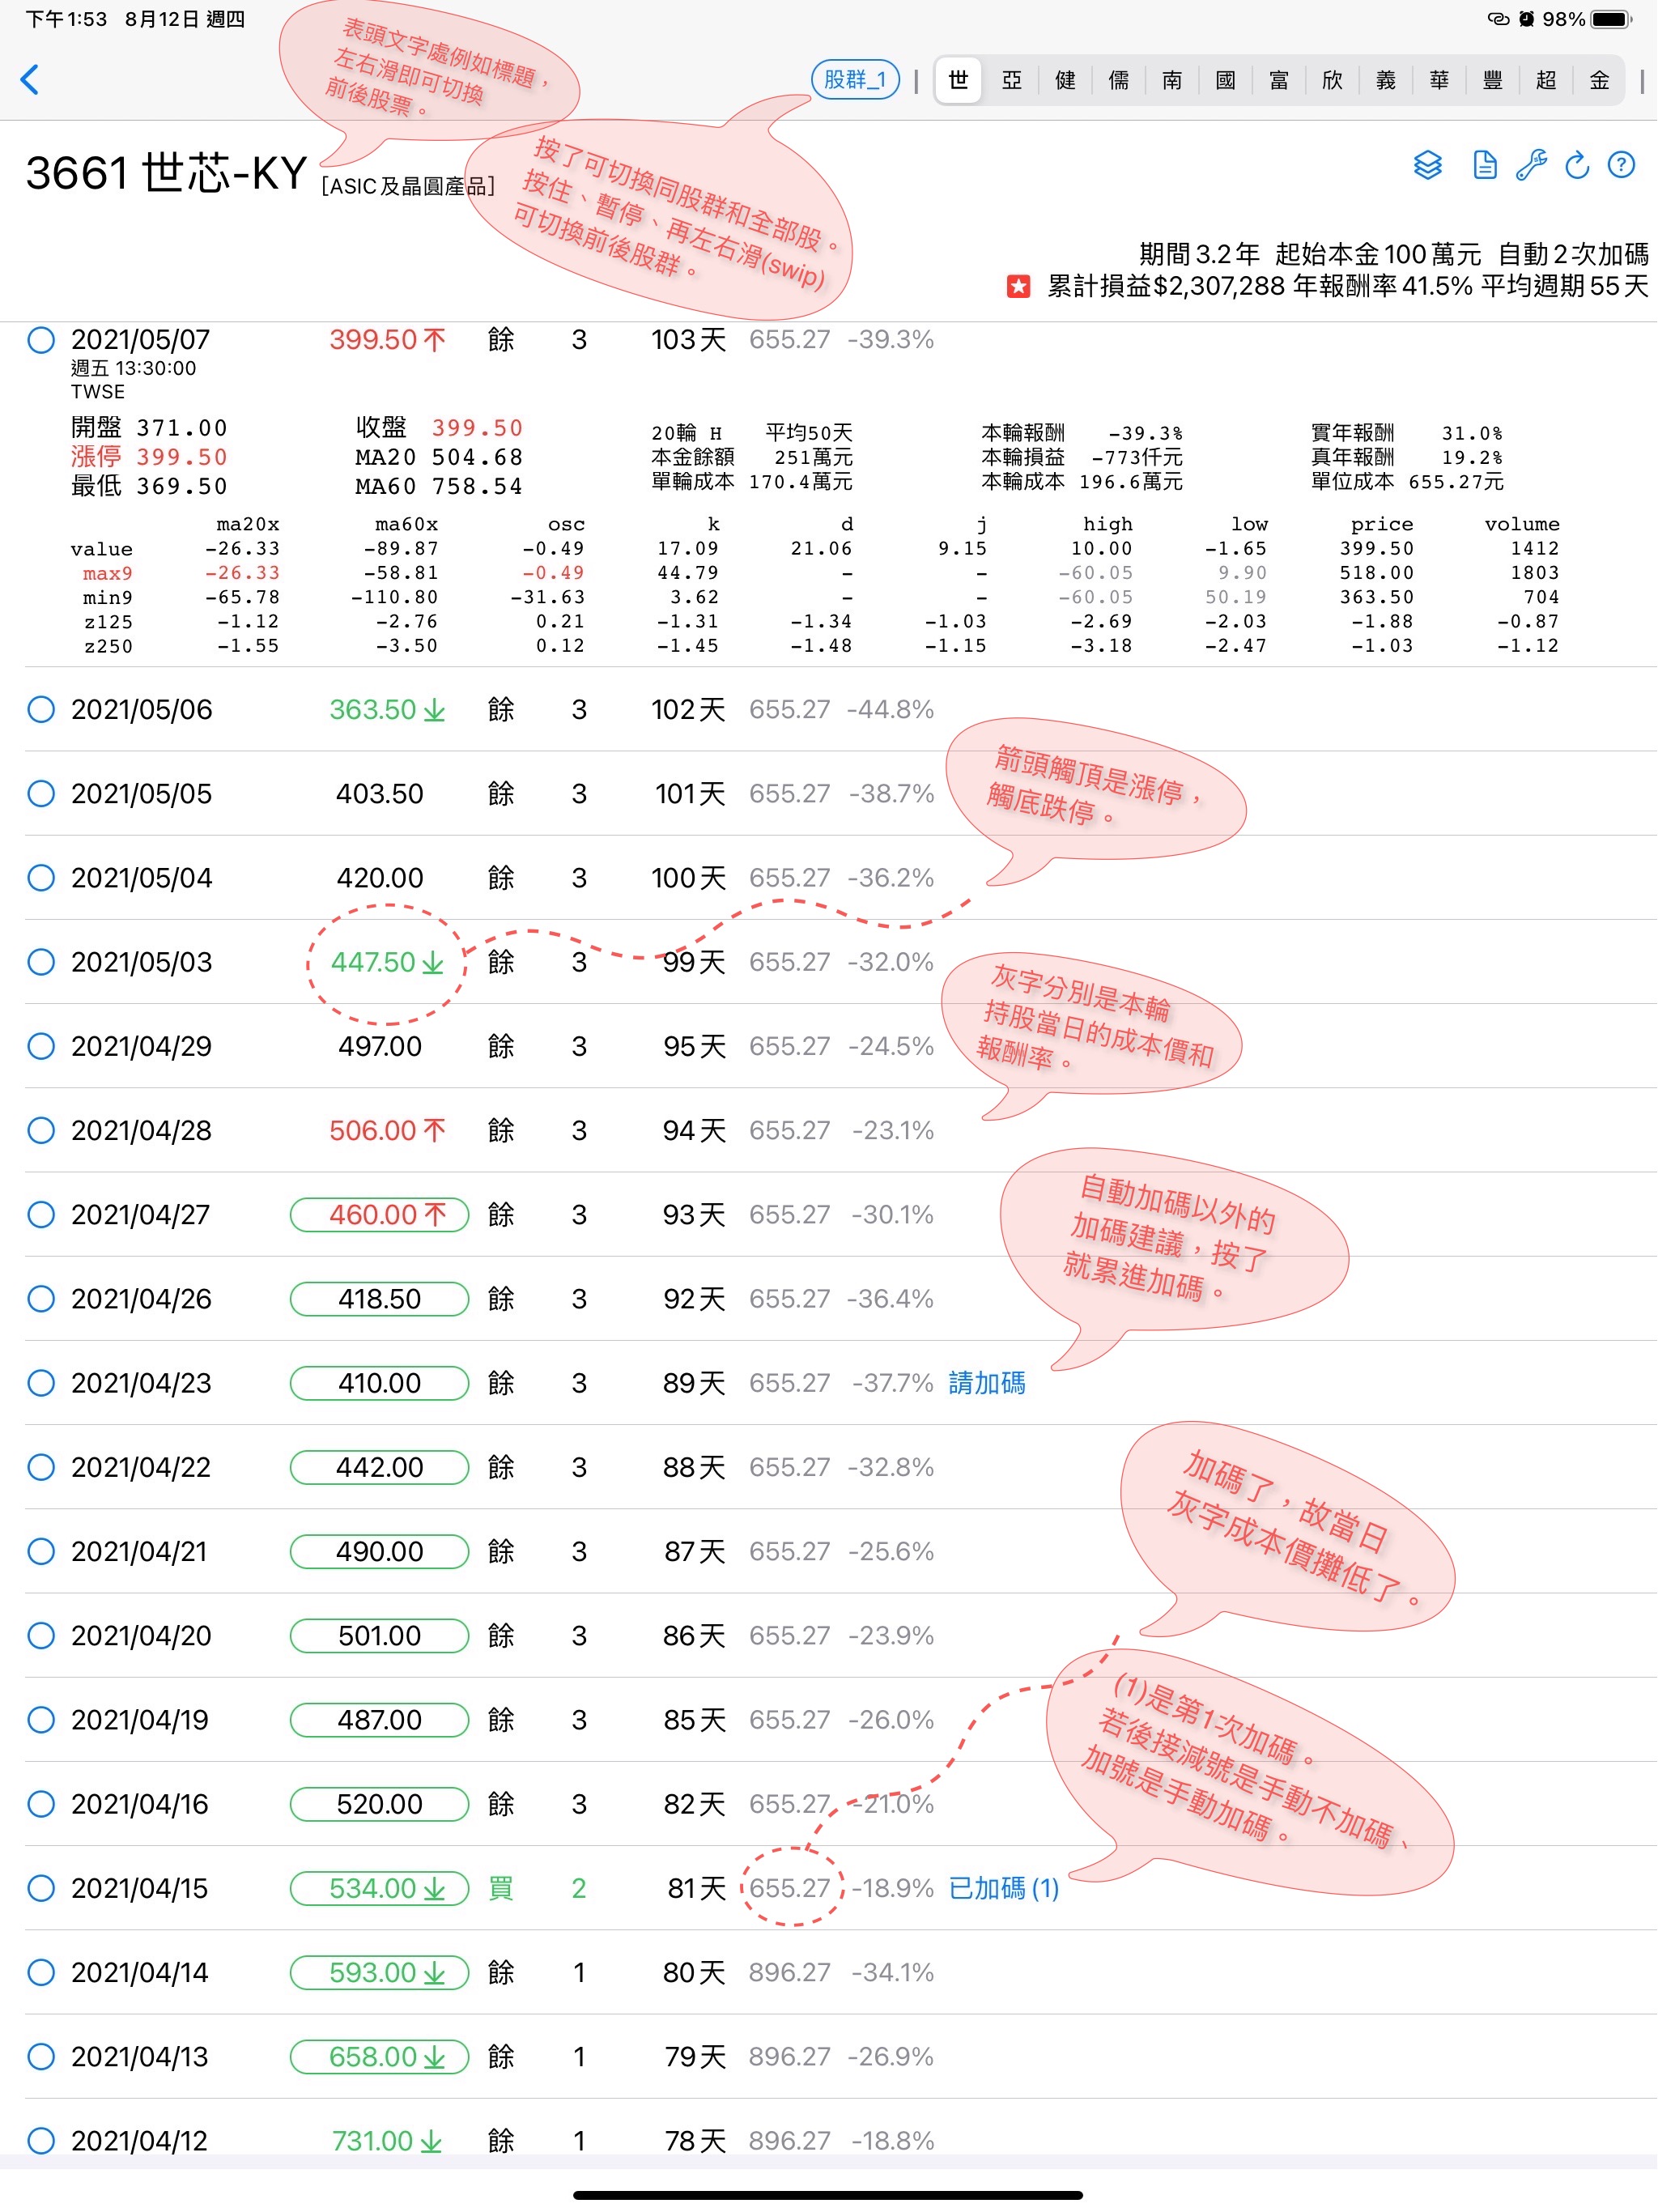 下午1:53 8月12日 週四 98%
表頭文字處例如標題，
左右滑即可切換
前後股票。
股群_1 | 世 亞 健 儒 南 國 富 欣 義 華 豐 超 金 |
按了可切換同股群和全部股。
按住、暫停、再左右滑(swip)
可切換前後股群。
3661 世芯-KY [ASIC及晶圓產品]
期間3.2年 起始本金100萬元 自動2次加碼
累計損益$2,307,288 年報酬率41.5% 平均週期55天
2021/05/07 399.50 餘 3 103天 655.27 -39.3%
週五 13:30:00
TWSE
開盤 371.00 收盤 399.50 20輪 H 平均50天 本輪報酬 -39.3% 實年報酬 31.0%
漲停 399.50 MA20 504.68 本金餘額 251萬元 本輪損益 -773仟元 真年報酬 19.2%
最低 369.50 MA60 758.54 單輪成本 170.4萬元 本輪成本 196.6萬元 單位成本 655.27元
ma20x ma60x osc k d j high low price volume
value -26.33 -89.87 -0.49 17.09 21.06 9.15 10.00 -1.65 399.50 1412
max9 -26.33 -58.81 -0.49 44.79 - - -60.05 9.90 518.00 1803
min9 -65.78 -110.80 -31.63 3.62 - - -60.05 50.19 363.50 704
z125 -1.12 -2.76 0.21 -1.31 -1.34 -1.03 -2.69 -2.03 -1.88 -0.87
z250 -1.55 -3.50 0.12 -1.45 -1.48 -1.15 -3.18 -2.47 -1.03 -1.12
2021/05/06 363.50 餘 3 102天 655.27 -44.8%
2021/05/05 403.50 餘 3 101天 655.27 -38.7%
箭頭觸頂是漲停，
觸底跌停。
2021/05/04 420.00 餘 3 100天 655.27 -36.2%
2021/05/03 447.50 餘 3 99天 655.27 -32.0%
灰字分別是本輪
持股當日的成本價和
報酬率。
2021/04/29 497.00 餘 3 95天 655.27 -24.5%
2021/04/28 506.00 餘 3 94天 655.27 -23.1%
2021/04/27 460.00 餘 3 93天 655.27 -30.1%
自動加碼以外的
加碼建議，按了
就累進加碼。
2021/04/26 418.50 餘 3 92天 655.27 -36.4%
2021/04/23 410.00 餘 3 89天 655.27 -37.7% 請加碼
2021/04/22 442.00 餘 3 88天 655.27 -32.8%
加碼了，故當日
灰字成本價攤低了。
2021/04/21 490.00 餘 3 87天 655.27 -25.6%
2021/04/20 501.00 餘 3 86天 655.27 -23.9%
2021/04/19 487.00 餘 3 85天 655.27 -26.0%
(1)是第1次加碼。
若後接減號是手動不加碼、
加號是手動加碼。
2021/04/16 520.00 餘 3 82天 655.27 -21.0%
2021/04/15 534.00 買 2 81天 655.27 -18.9% 已加碼(1)
2021/04/14 593.00 餘 1 80天 896.27 -34.1%
2021/04/13 658.00 餘 1 79天 896.27 -26.9%
2021/04/12 731.00 餘 1 78天 896.27 -18.8%